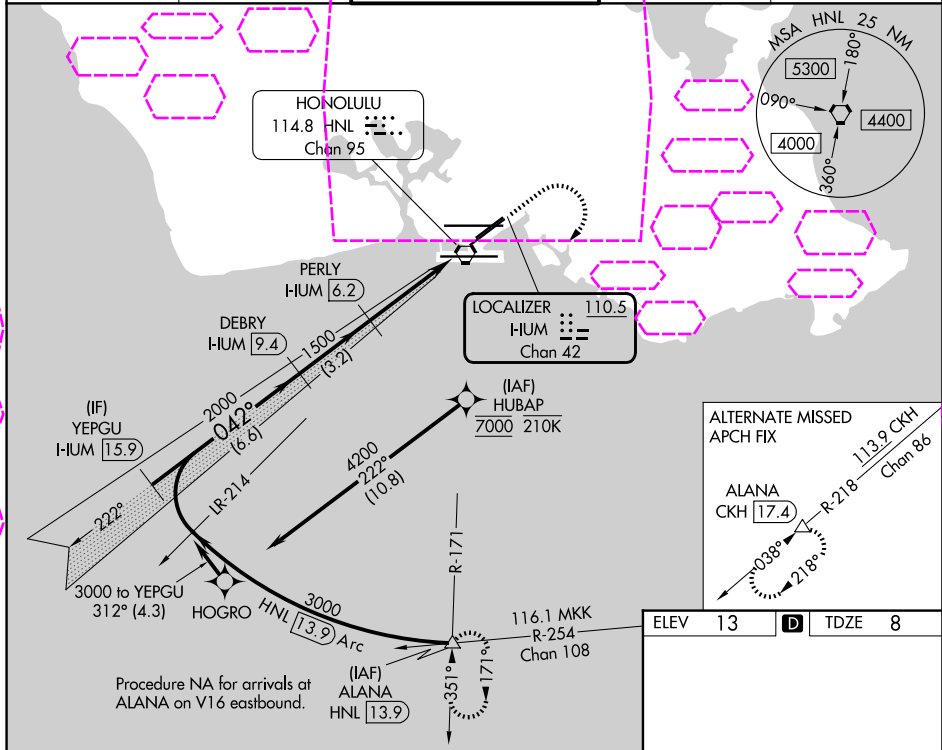 MSA HNL 25 NM
180°
5300
090°
4400
4000
360°
HONOLULU
114.8 HNL
Chan 95
PERLY
I-IUM 6.2
DEBRY
I-IUM 9.4
1500
(3.2)
LOCALIZER 110.5
I-IUM
Chan 42
(IF)
YEPGU
I-IUM 15.9
2000
042°
(6.6)
(IAF)
HUBAP
7000 210K
4200
222°
(10.8)
222°
LR-214
3000 to YEPGU
312° (4.3)
HOGRO
3000
HNL 13.9 Arc
R-171
116.1 MKK
R-254
Chan 108
(IAF)
ALANA
HNL 13.9
351°
171°
Procedure NA for arrivals at
ALANA on V16 eastbound.
ALTERNATE MISSED
APCH FIX
113.9 CKH
Chan 86
R-218
ALANA
CKH 17.4
038°
218°
ELEV 13 D TDZE 8